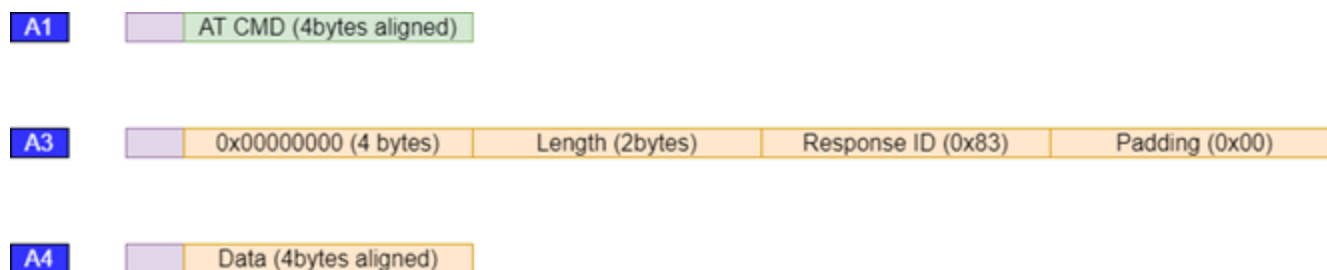 A1 AT CMD (4bytes aligned)
A3 0x00000000 (4 bytes) Length (2bytes) Response ID (0x83) Padding (0x00)
A4 Data (4bytes aligned)